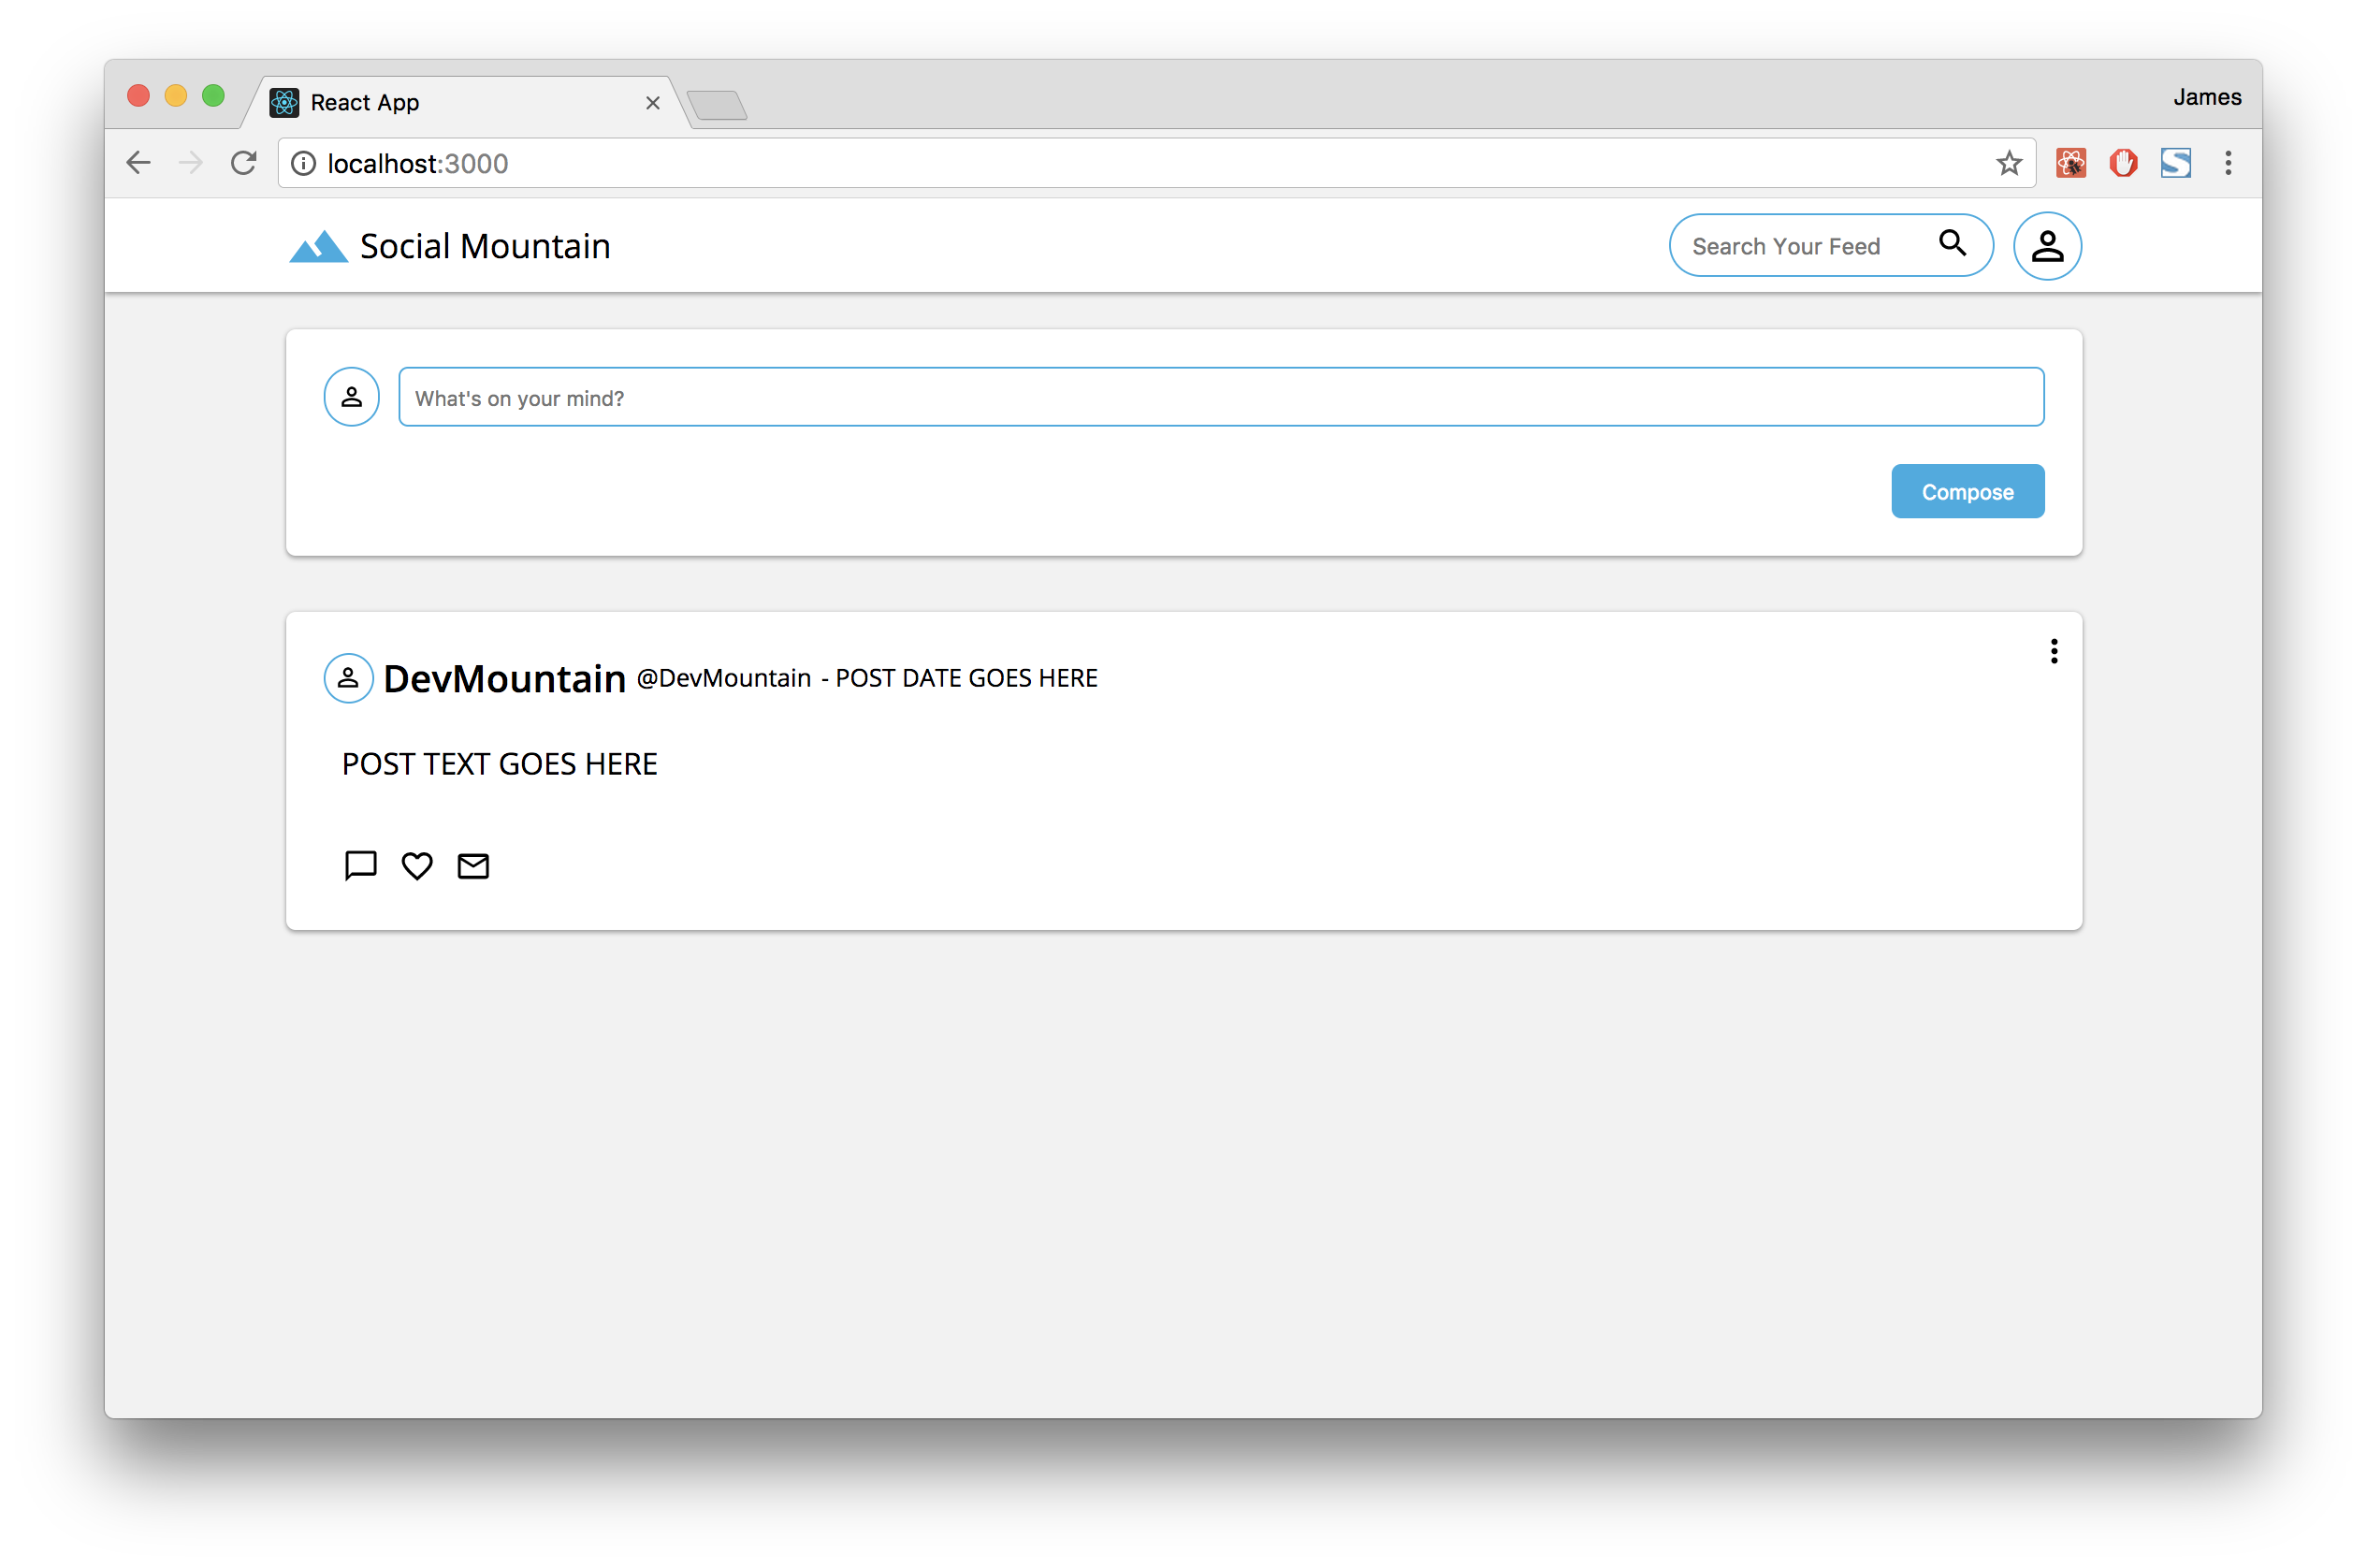 React App
James
localhost:3000
Social Mountain
Search Your Feed
What's on your mind?
Compose
DevMountain @DevMountain - POST DATE GOES HERE
POST TEXT GOES HERE